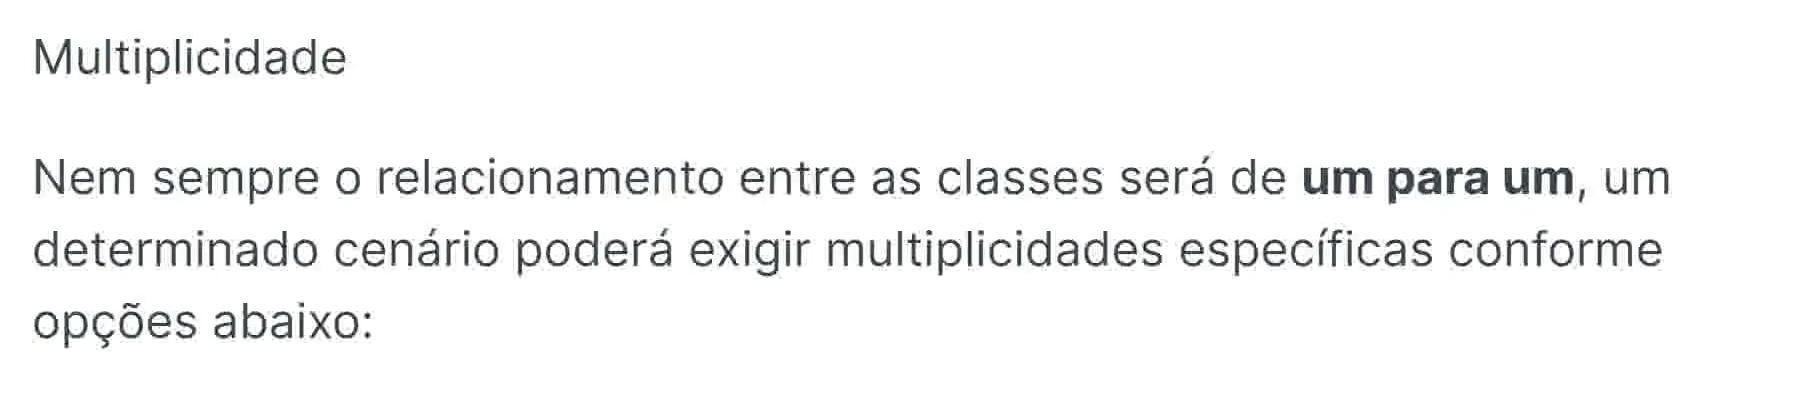 Multiplicidade
Nem sempre o relacionamento entre as classes será de um para um, um
determinado cenário poderá exigir multiplicidades específicas conforme
opções abaixo: